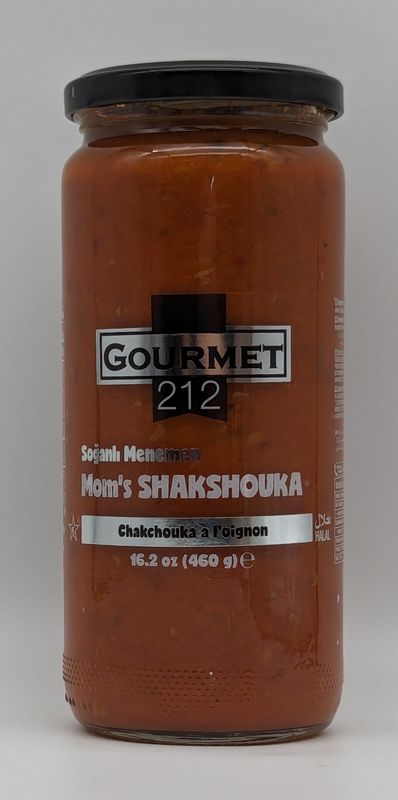 GOURMET
212
Soğanlı Menemen
Mom's SHAKSHOUKA
Chakchouka à l'oignon
حلال
HALAL
16.2 oz (460 g) ℮